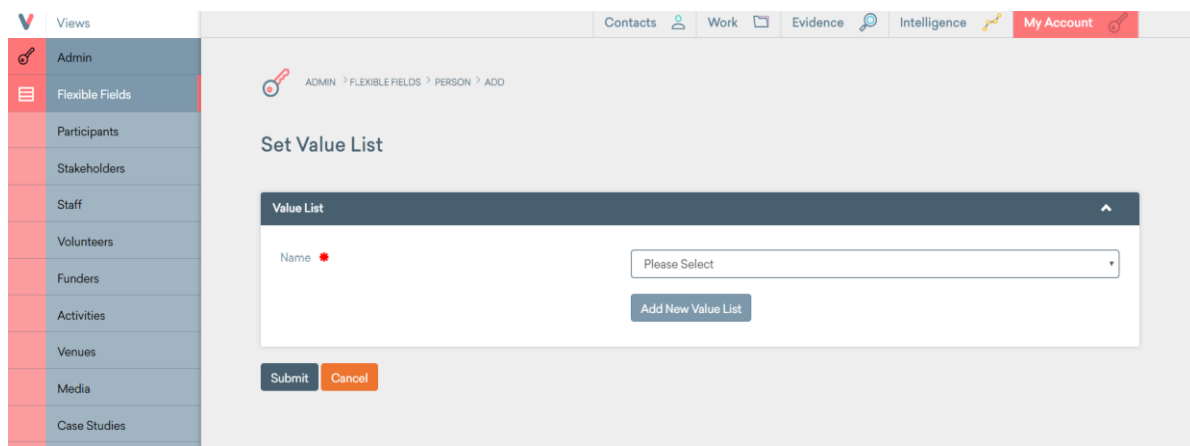 Views
Contacts Work Evidence Intelligence My Account
Admin
Flexible Fields
Participants
Stakeholders
Staff
Volunteers
Funders
Activities
Venues
Media
Case Studies
ADMIN > FLEXIBLE FIELDS > PERSON > ADD
Set Value List
Value List
Name
Please Select
Add New Value List
Submit Cancel